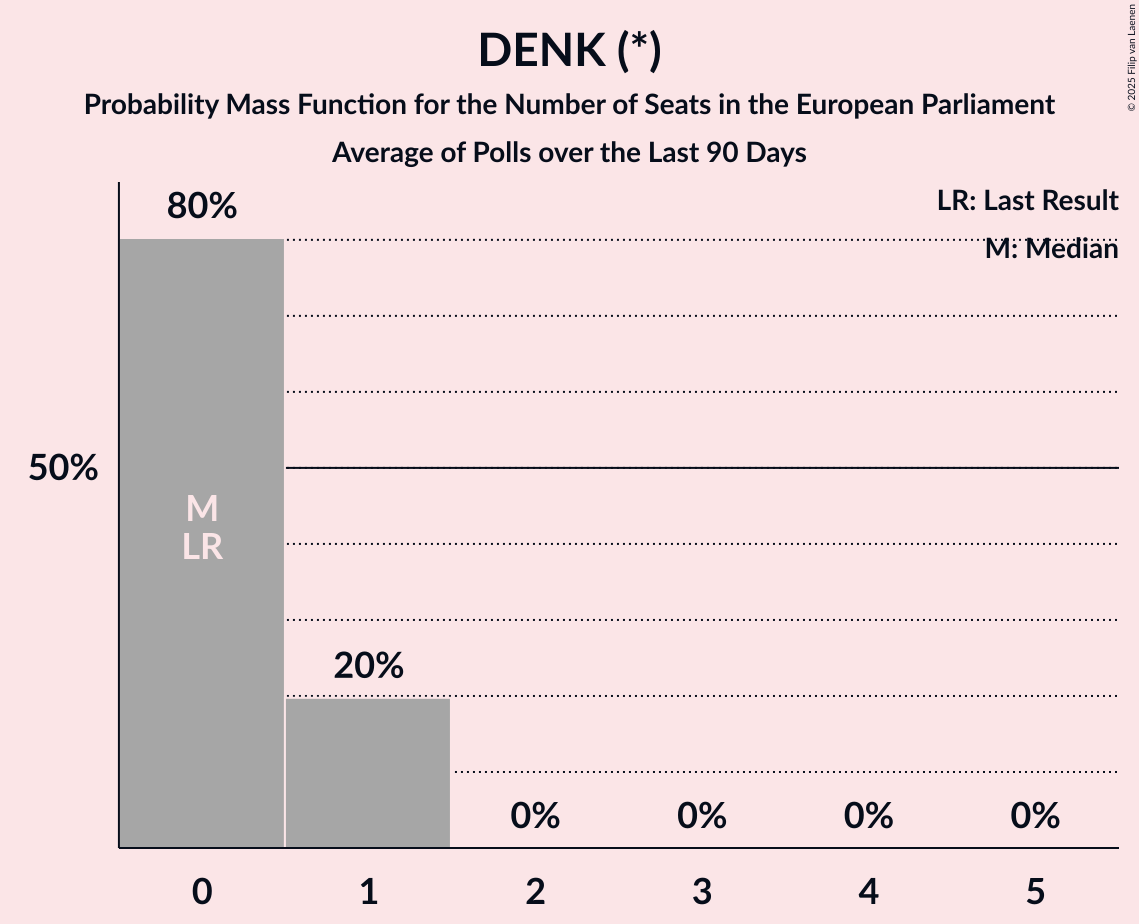 DENK (*)
Probability Mass Function for the Number of Seats in the European Parliament
Average of Polls over the Last 90 Days
© 2025 Filip van Laenen
LR: Last Result
M: Median
80%
50%
M
LR
20%
0% 0% 0% 0%
0 1 2 3 4 5